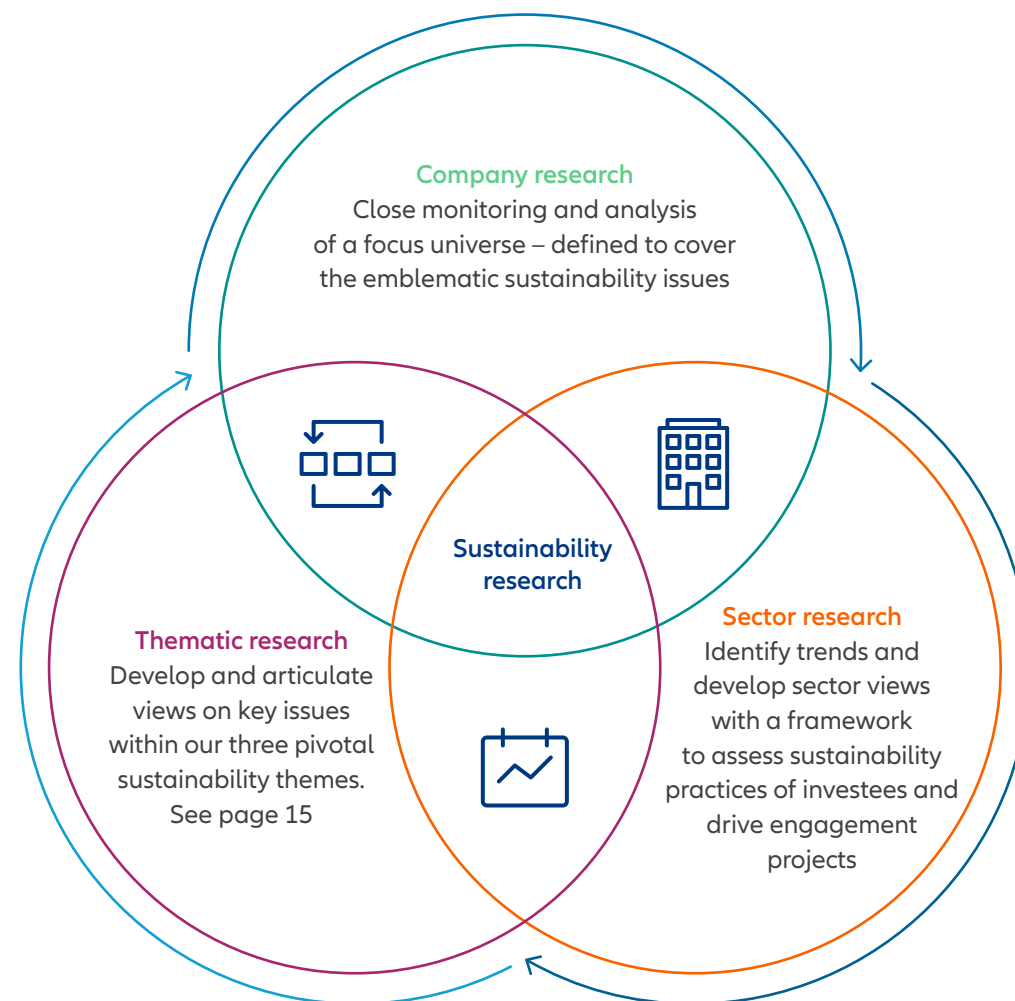 Company research
Close monitoring and analysis
of a focus universe – defined to cover
the emblematic sustainability issues
Sustainability
research
Thematic research
Develop and articulate
views on key issues
within our three pivotal
sustainability themes.
See page 15
Sector research
Identify trends and
develop sector views
with a framework
to assess sustainability
practices of investees and
drive engagement
projects